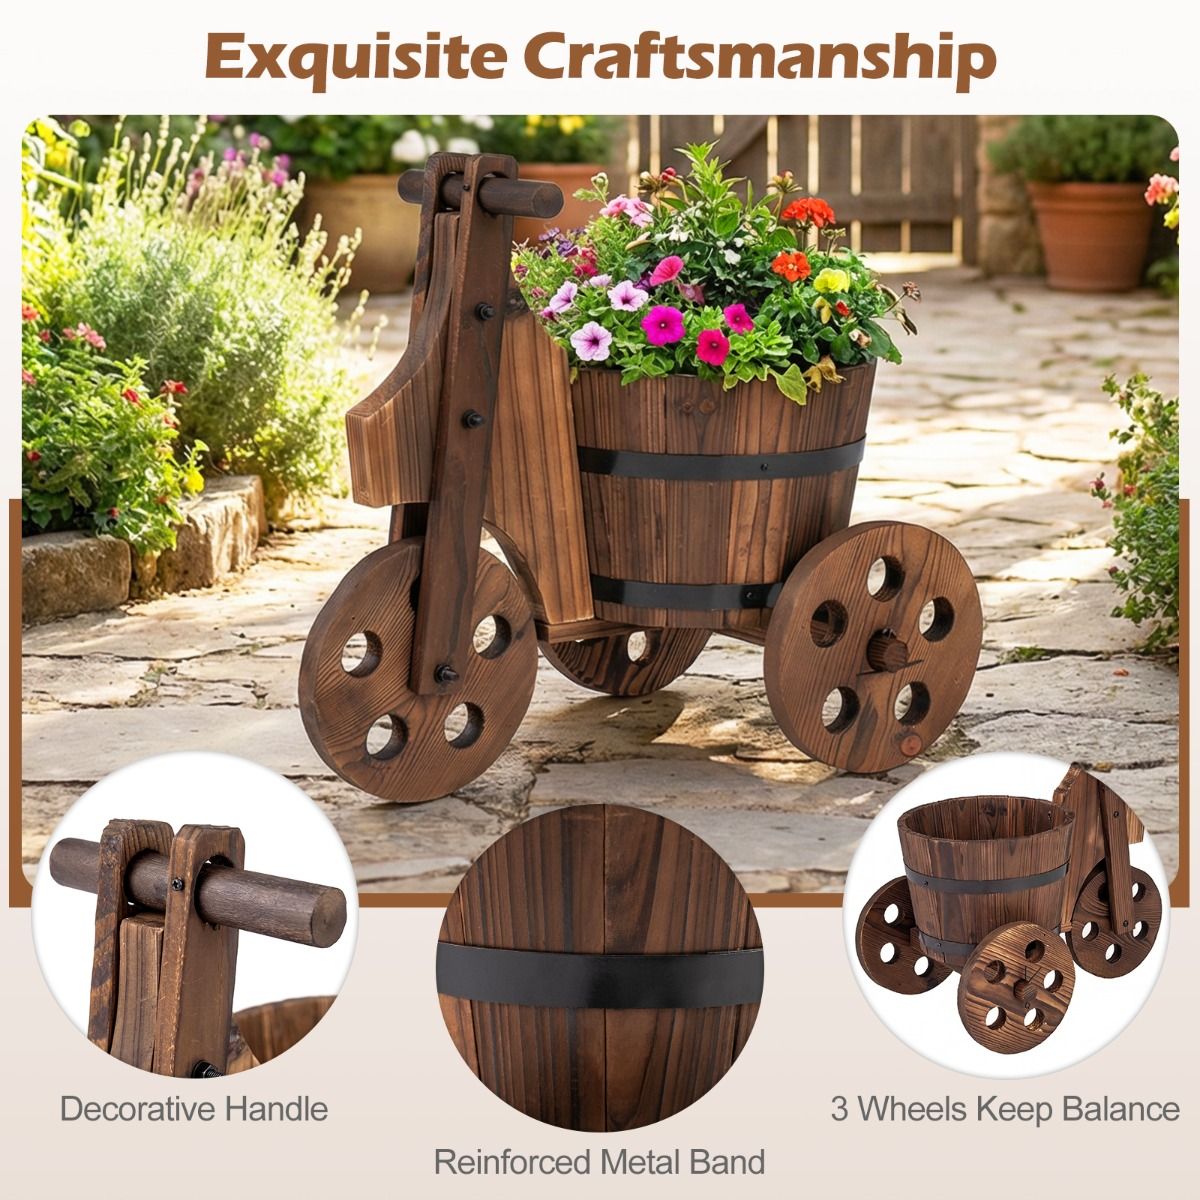 Exquisite Craftsmanship
Decorative Handle
Reinforced Metal Band
3 Wheels Keep Balance